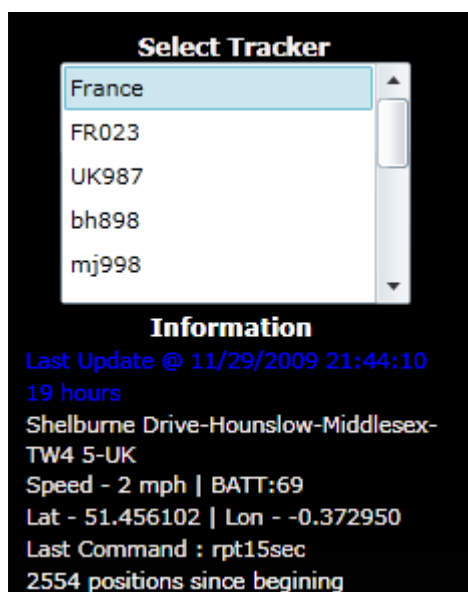 Select Tracker
France
FR023
UK987
bh898
mj998
Information
Last Update @ 11/29/2009 21:44:10
19 hours
Shelburne Drive-Hounslow-Middlesex-
TW4 5-UK
Speed - 2 mph | BATT:69
Lat - 51.456102 | Lon - -0.372950
Last Command : rpt15sec
2554 positions since begining